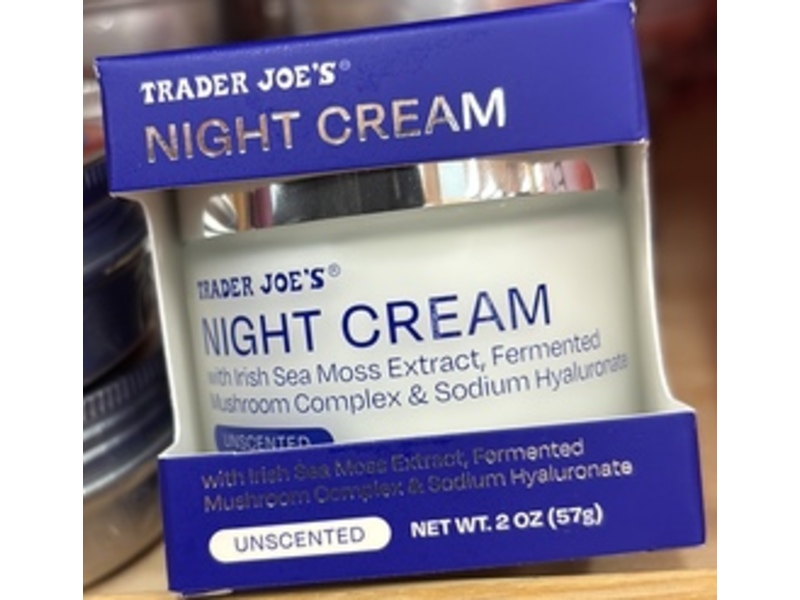 TRADER JOE'S®
NIGHT CREAM
TRADER JOE'S®
NIGHT CREAM
with Irish Sea Moss Extract, Fermented
Mushroom Complex & Sodium Hyaluronate
UNSCENTED
with Irish Sea Moss Extract, Fermented
Mushroom Complex & Sodium Hyaluronate
UNSCENTED NET WT. 2 OZ (57g)